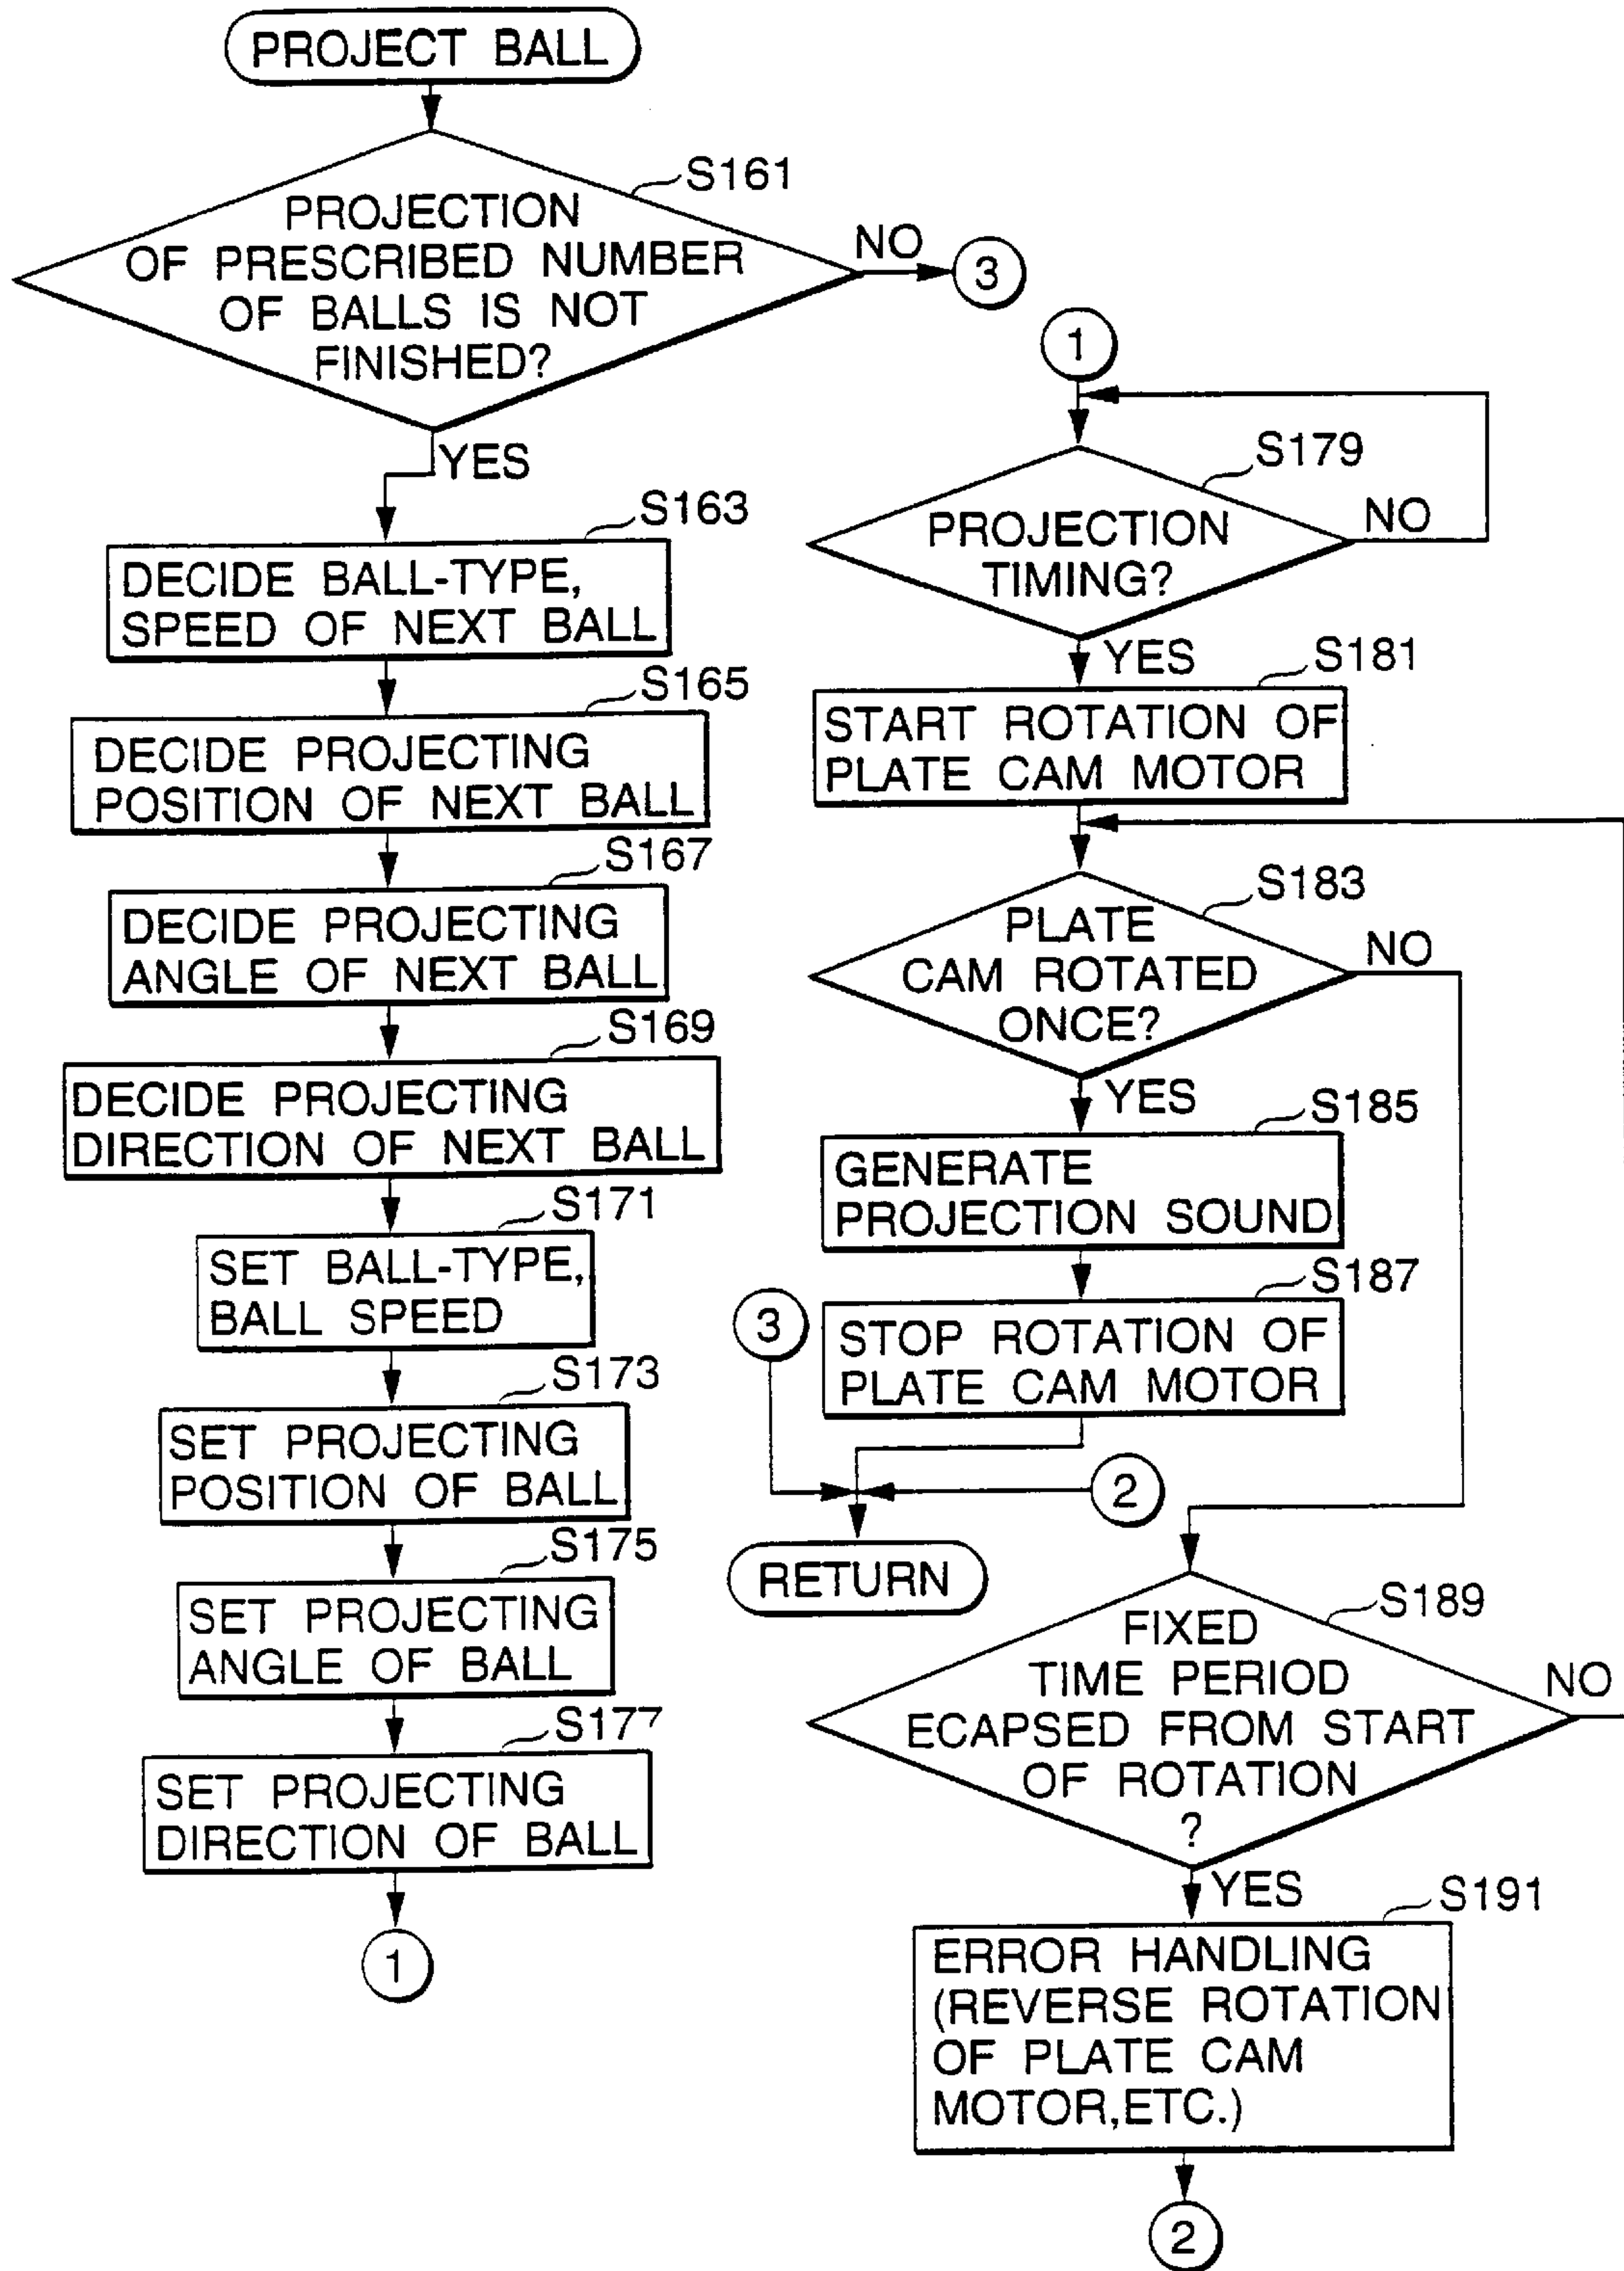 PROJECT BALL
S161
PROJECTION
OF PRESCRIBED NUMBER
OF BALLS IS NOT
FINISHED?
NO
3
YES
S163
DECIDE BALL-TYPE,
SPEED OF NEXT BALL
S165
DECIDE PROJECTING
POSITION OF NEXT BALL
S167
DECIDE PROJECTING
ANGLE OF NEXT BALL
S169
DECIDE PROJECTING
DIRECTION OF NEXT BALL
S171
SET BALL-TYPE,
BALL SPEED
S173
SET PROJECTING
POSITION OF BALL
S175
SET PROJECTING
ANGLE OF BALL
S177
SET PROJECTING
DIRECTION OF BALL
1
1
S179
PROJECTION
TIMING?
NO
YES
S181
START ROTATION OF
PLATE CAM MOTOR
S183
PLATE
CAM ROTATED
ONCE?
NO
YES
S185
GENERATE
PROJECTION SOUND
S187
STOP ROTATION OF
PLATE CAM MOTOR
3
2
RETURN
S189
FIXED
TIME PERIOD
ECAPSED FROM START
OF ROTATION
?
NO
YES
S191
ERROR HANDLING
(REVERSE ROTATION
OF PLATE CAM
MOTOR,ETC.)
2